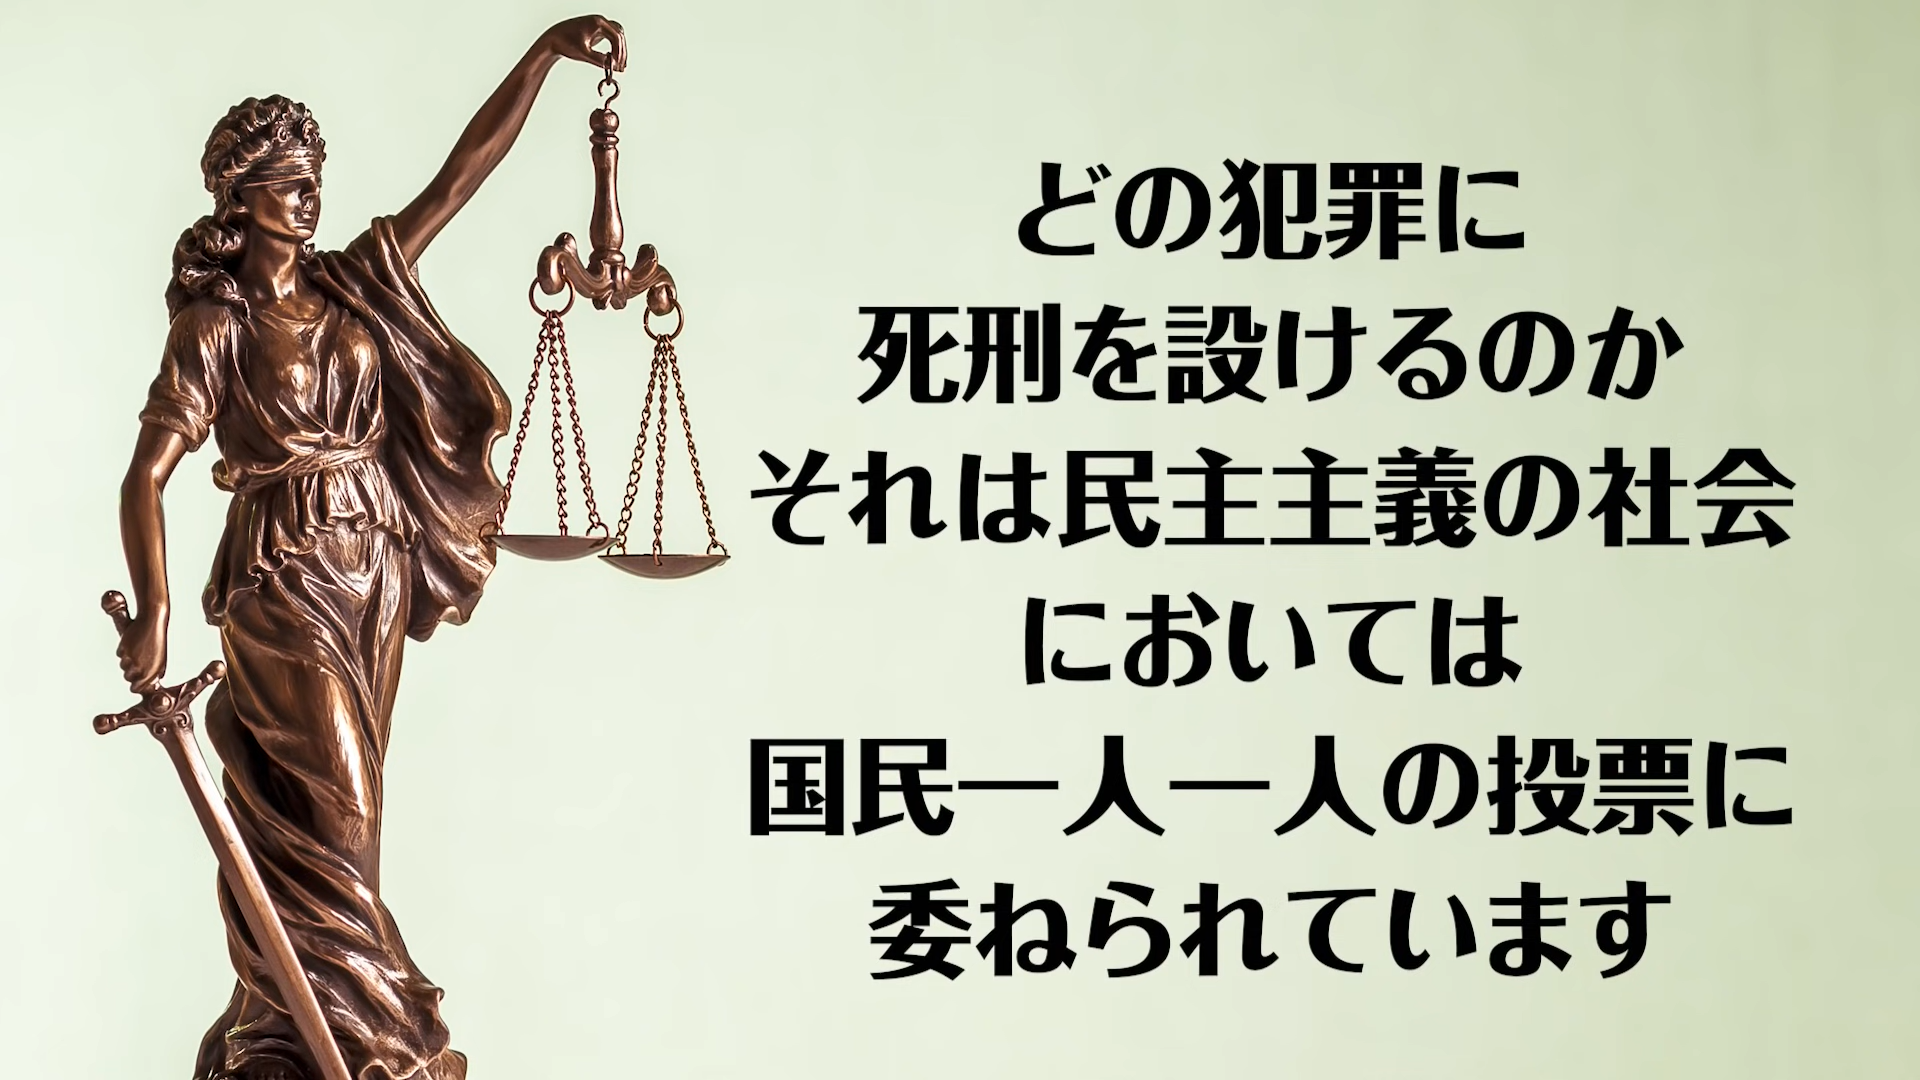 どの犯罪に
死刑を設けるのか
それは民主主義の社会
においては
国民一人一人の投票に
委ねられています